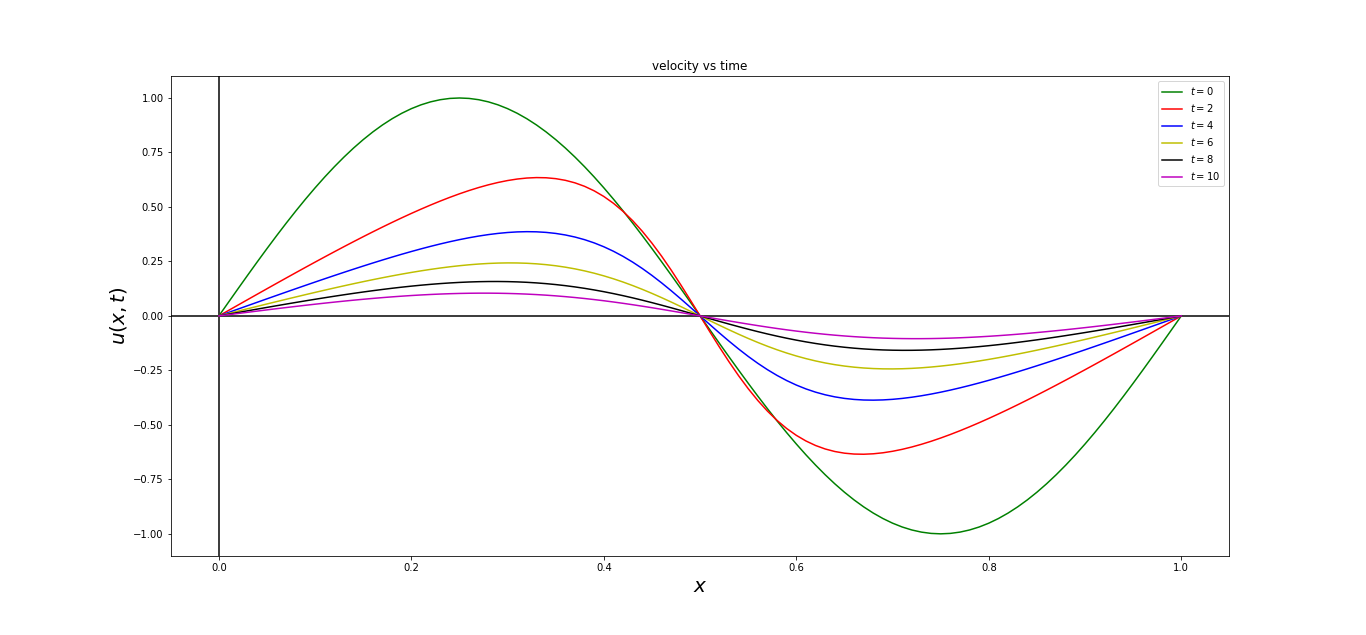 velocity vs time
t = 0
t = 2
t = 4
t = 6
t = 8
t = 10
1.00
0.75
0.50
0.25
0.00
−0.25
−0.50
−0.75
−1.00
u(x, t)
0.0 0.2 0.4 0.6 0.8 1.0
x